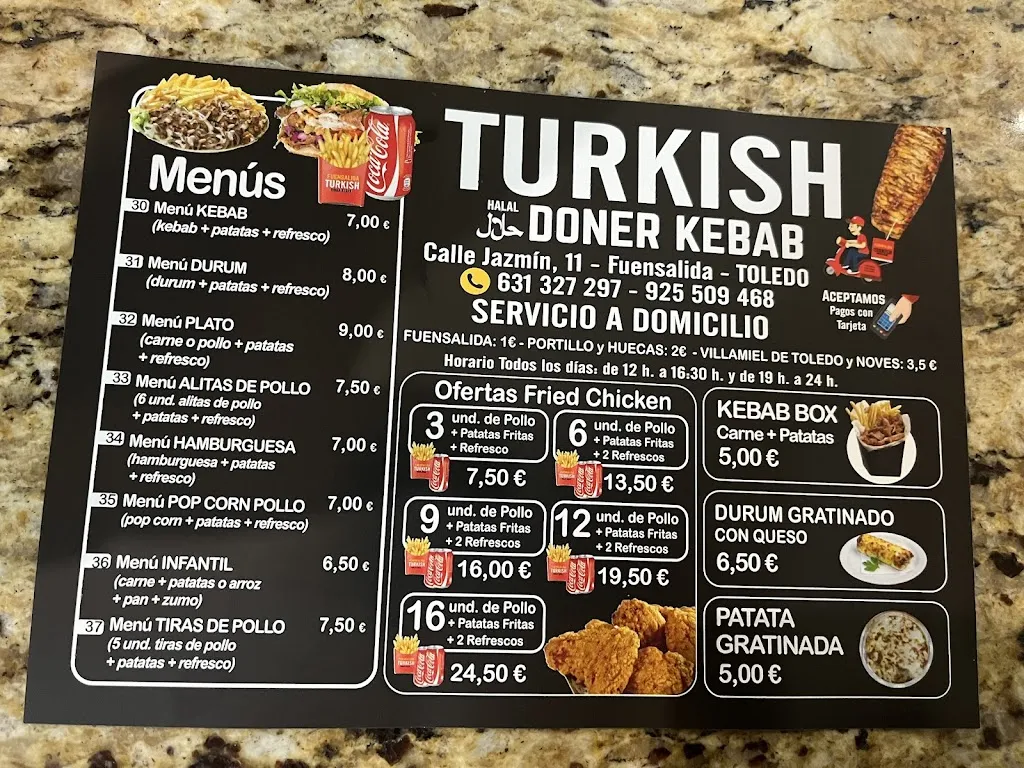 Menús
30 Menú KEBAB 7,00 €
(kebab + patatas + refresco)
31 Menú DURUM 8,00 €
(durum + patatas + refresco)
32 Menú PLATO 9,00 €
(carne o pollo + patatas
+ refresco)
33 Menú ALITAS DE POLLO 7,50 €
(6 und. alitas de pollo
+ patatas + refresco)
34 Menú HAMBURGUESA 7,00 €
(hamburguesa + patatas
+ refresco)
35 Menú POP CORN POLLO 7,00 €
(pop corn + patatas + refresco)
36 Menú INFANTIL 6,50 €
(carne + patatas o arroz
+ pan + zumo)
37 Menú TIRAS DE POLLO 7,50 €
(5 und. tiras de pollo
+ patatas + refresco)
FUENSALIDA
TURKISH
Coca-Cola
TURKISH
HALAL
حلال
DONER KEBAB
Calle Jazmín, 11 - Fuensalida - TOLEDO
631 327 297 - 925 509 468
SERVICIO A DOMICILIO
ACEPTAMOS
Pagos con
Tarjeta
FUENSALIDA: 1€ - PORTILLO y HUECAS: 2€ - VILLAMIEL DE TOLEDO y NOVES: 3,5 €
Horario Todos los días: de 12 h. a 16:30 h. y de 19 h. a 24 h.
Ofertas Fried Chicken
3 und. de Pollo
+ Patatas Fritas
+ Refresco
7,50 €
6 und. de Pollo
+ Patatas Fritas
+ 2 Refrescos
13,50 €
9 und. de Pollo
+ Patatas Fritas
+ 2 Refrescos
16,00 €
12 und. de Pollo
+ Patatas Fritas
+ 2 Refrescos
19,50 €
16 und. de Pollo
+ Patatas Fritas
+ 2 Refrescos
24,50 €
KEBAB BOX
Carne + Patatas
5,00 €
DURUM GRATINADO
CON QUESO
6,50 €
PATATA
GRATINADA
5,00 €